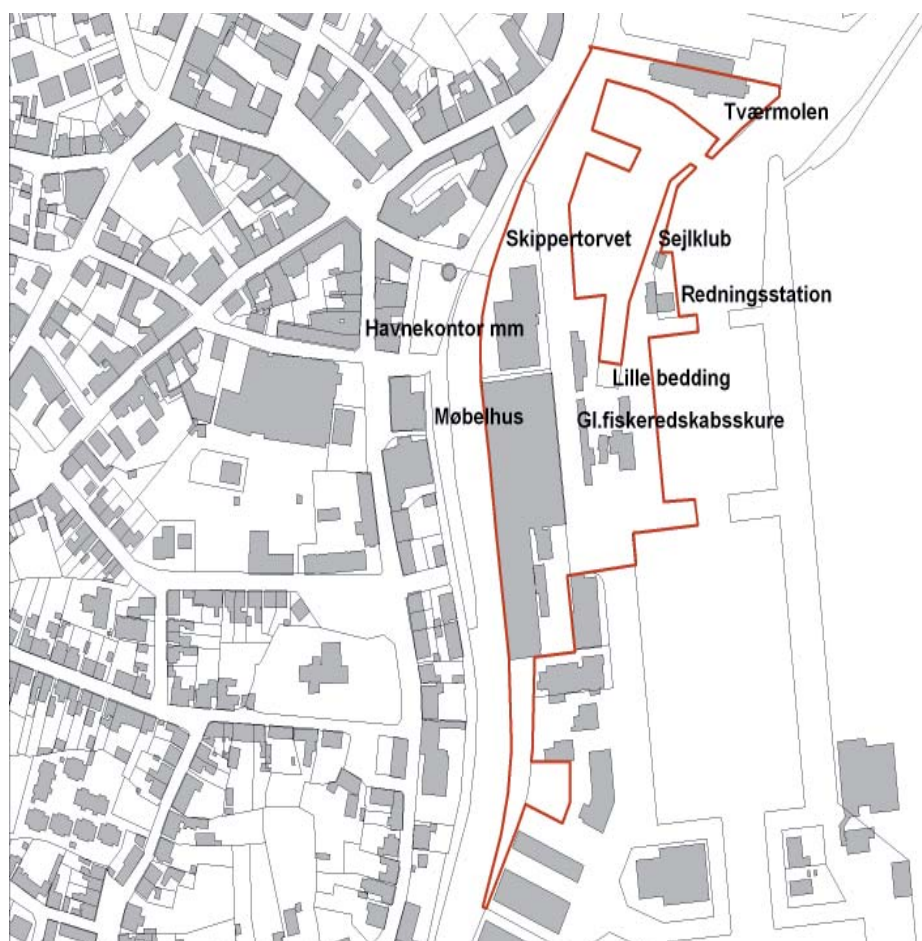 Tværmolen
Skippertorvet
Sejlklub
Redningsstation
Havnekontor mm
Lille bedding
Møbelhus
Gl.fiskeredskabsskure